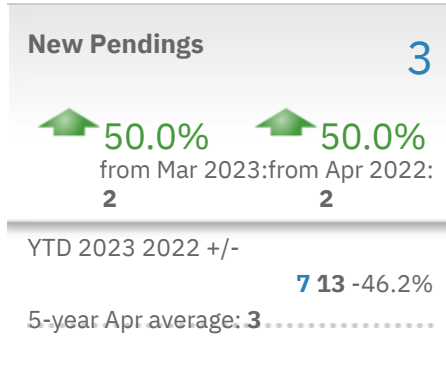 New Pendings 3
50.0% 50.0%
from Mar 2023: from Apr 2022:
2 2
YTD 2023 2022 +/-
7 13 -46.2%
5-year Apr average: 3